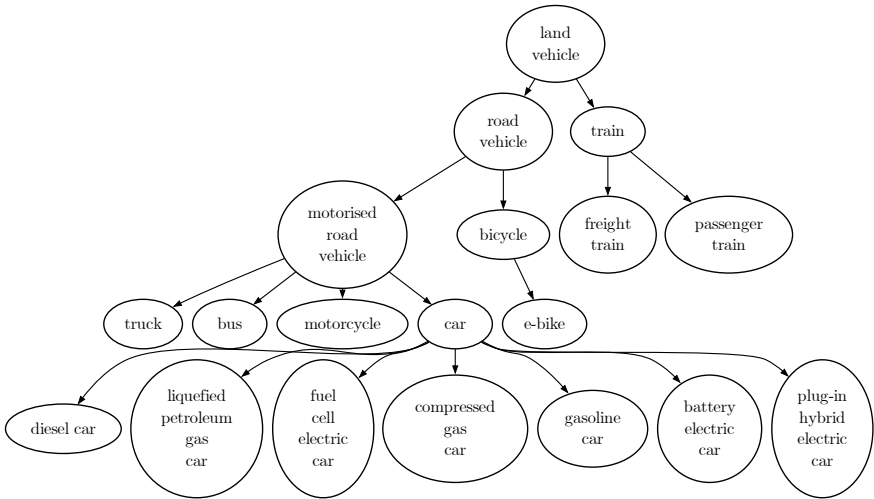 land
vehicle
road
vehicle
train
motorised
road
vehicle
bicycle
freight
train
passenger
train
truck
bus
motorcycle
car
e-bike
diesel car
liquefied
petroleum
gas
car
fuel
cell
electric
car
compressed
gas
car
gasoline
car
battery
electric
car
plug-in
hybrid
electric
car